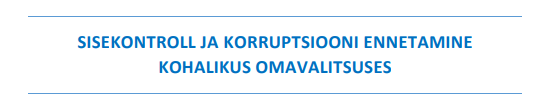 SISEKONTROLL JA KORRUPTSIOONI ENNETAMINE
KOHALIKUS OMAVALITSUSES